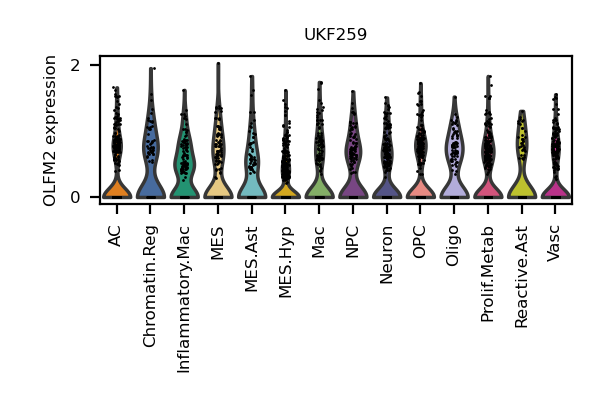 UKF259
OLFM2 expression
2
0
AC
Chromatin.Reg
Inflammatory.Mac
MES
MES.Ast
MES.Hyp
Mac
NPC
Neuron
OPC
Oligo
Prolif.Metab
Reactive.Ast
Vasc